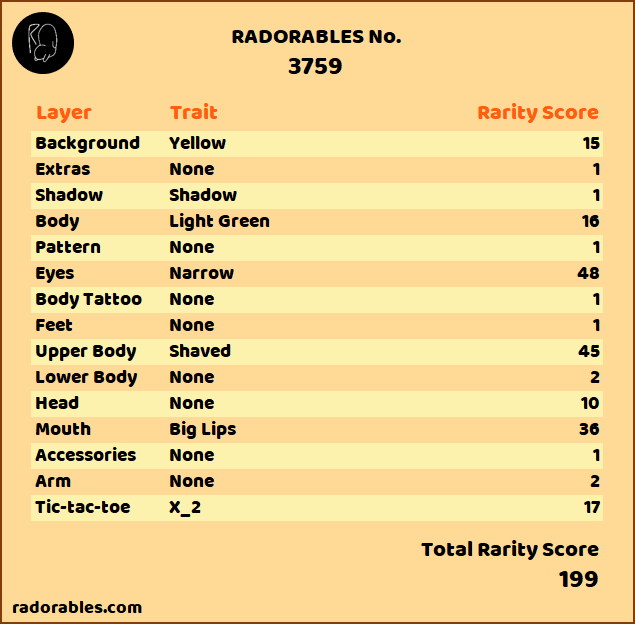 RADORABLES No.
3759
Layer Trait Rarity Score
Background Yellow 15
Extras None 1
Shadow Shadow 1
Body Light Green 16
Pattern None 1
Eyes Narrow 48
Body Tattoo None 1
Feet None 1
Upper Body Shaved 45
Lower Body None 2
Head None 10
Mouth Big Lips 36
Accessories None 1
Arm None 2
Tic-tac-toe X_2 17
Total Rarity Score
199
radorables.com